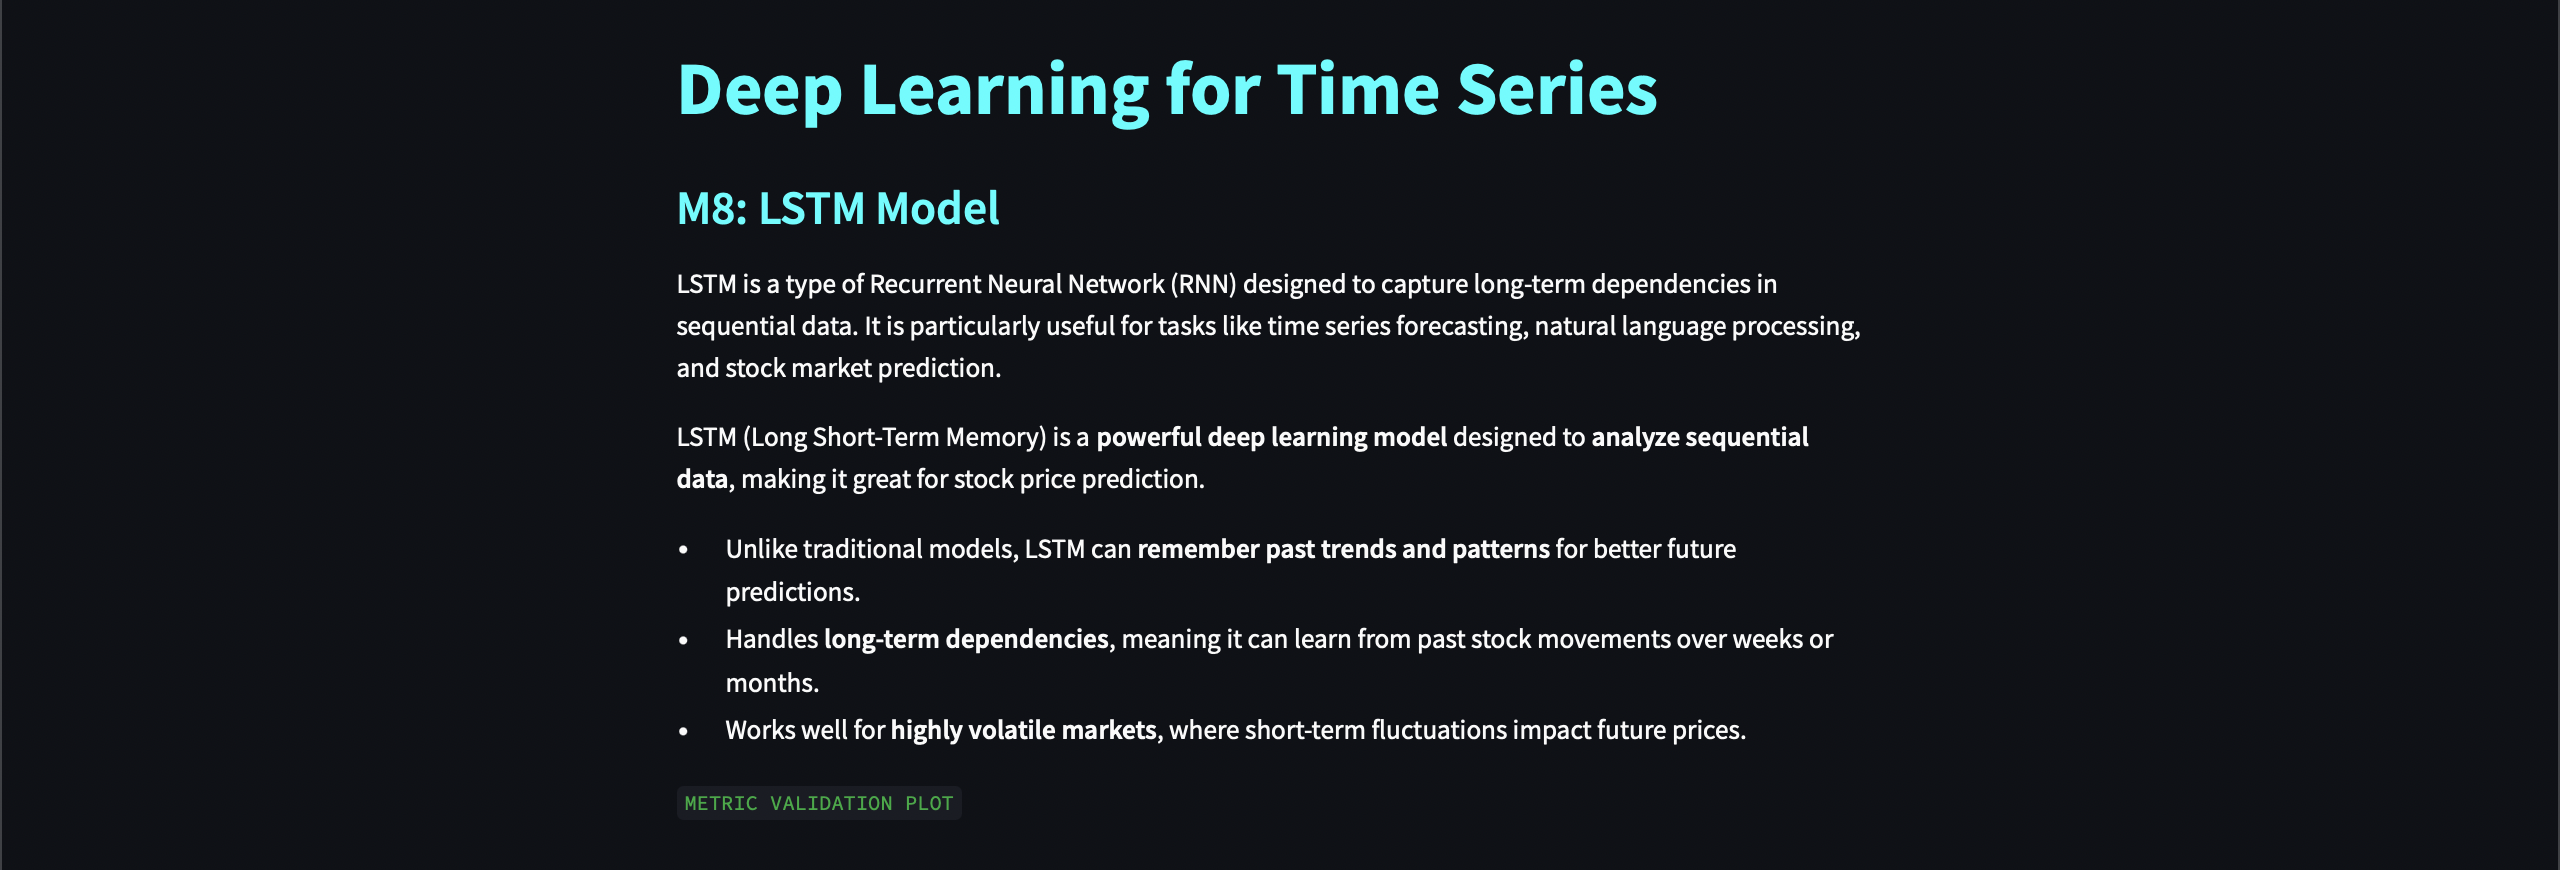 Deep Learning for Time Series
M8: LSTM Model
LSTM is a type of Recurrent Neural Network (RNN) designed to capture long-term dependencies in
sequential data. It is particularly useful for tasks like time series forecasting, natural language processing,
and stock market prediction.
LSTM (Long Short-Term Memory) is a powerful deep learning model designed to analyze sequential
data, making it great for stock price prediction.
• Unlike traditional models, LSTM can remember past trends and patterns for better future
predictions.
• Handles long-term dependencies, meaning it can learn from past stock movements over weeks or
months.
• Works well for highly volatile markets, where short-term fluctuations impact future prices.
METRIC VALIDATION PLOT